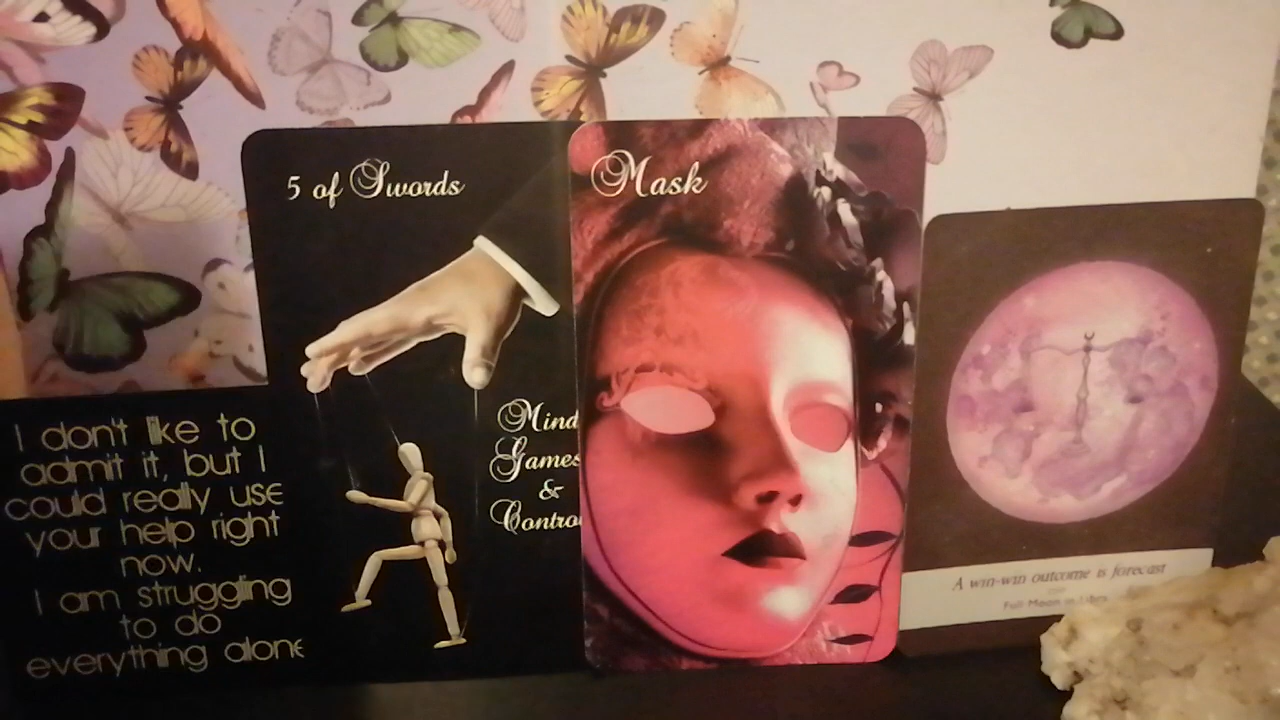 I don't like to
admit it, but I
could really use
your help right
now.
I am struggling
to do
everything alone
5 of Swords
Mind
Games
&
Contro
Mask
A win-win outcome is forecast
Full Moon in Libra